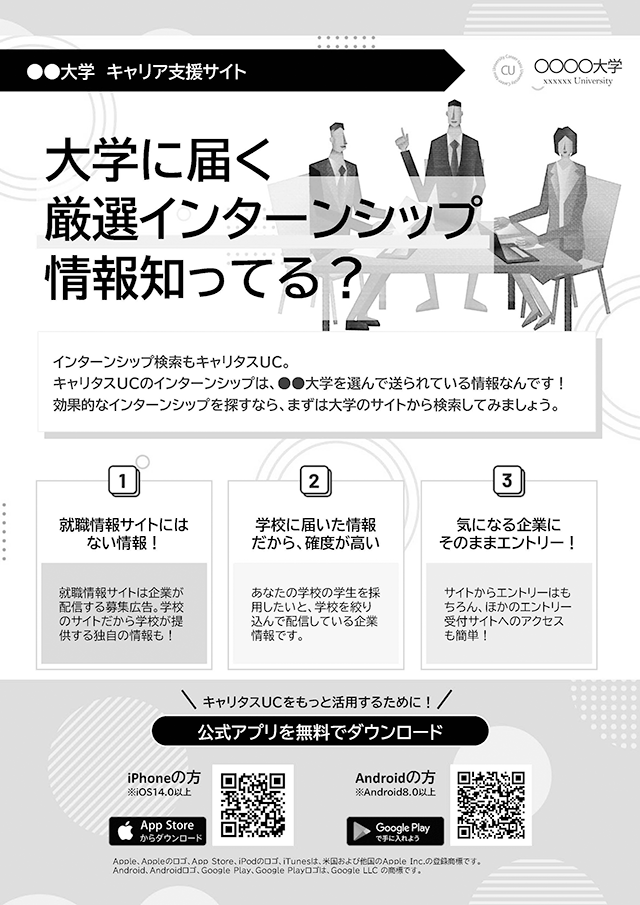 ●●大学 キャリア支援サイト
CU
〇〇〇〇大学
xxxxxx University
大学に届く
厳選インターンシップ
情報知ってる？
インターンシップ検索もキャリタスUC。
キャリタスUCのインターンシップは、●●大学を選んで送られている情報なんです！
効果的なインターンシップを探すなら、まずは大学のサイトから検索してみましょう。
1
就職情報サイトには
ない情報！
就職情報サイトは企業が
配信する募集広告。学校
のサイトだから学校が提
供する独自の情報も！
2
学校に届いた情報
だから、確度が高い
あなたの学校の学生を採
用したいと、学校を絞り
込んで配信している企業
情報です。
3
気になる企業に
そのままエントリー！
サイトからエントリーはも
ちろん、ほかのエントリー
受付サイトへのアクセス
も簡単！
キャリタスUCをもっと活用するために！
公式アプリを無料でダウンロード
iPhoneの方
※iOS14.0以上
App Store
からダウンロード
Androidの方
※Android8.0以上
Google Play
で手に入れよう
Apple、Appleのロゴ、App Store、iPodのロゴ、iTunesは、米国および他国のApple Inc.の登録商標です。
Android、Androidロゴ、Google Play、Google Playロゴは、Google LLC の商標です。